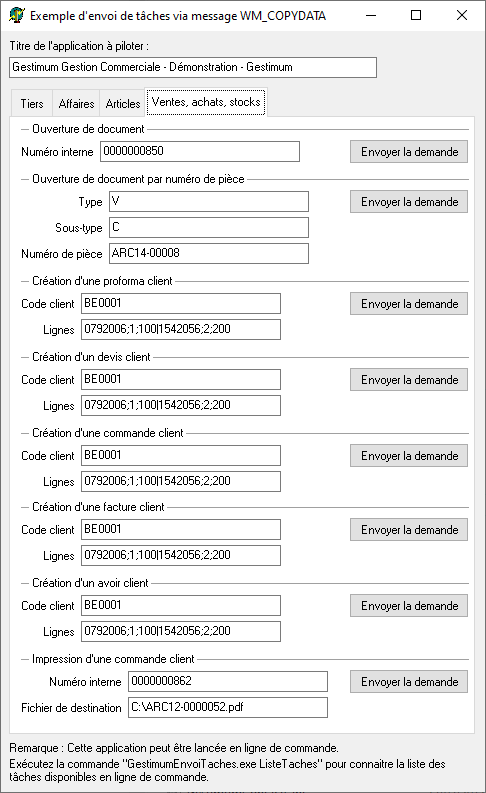 Exemple d'envoi de tâches via message WM_COPYDATA
Titre de l'application à piloter :
Gestimum Gestion Commerciale - Démonstration - Gestimum
Tiers Affaires Articles Ventes, achats, stocks
Ouverture de document
Numéro interne 0000000850 Envoyer la demande
Ouverture de document par numéro de pièce
Type V Envoyer la demande
Sous-type C
Numéro de pièce ARC14-00008
Création d'une proforma client
Code client BE0001 Envoyer la demande
Lignes 0792006;1;100|1542056;2;200
Création d'un devis client
Code client BE0001 Envoyer la demande
Lignes 0792006;1;100|1542056;2;200
Création d'une commande client
Code client BE0001 Envoyer la demande
Lignes 0792006;1;100|1542056;2;200
Création d'une facture client
Code client BE0001 Envoyer la demande
Lignes 0792006;1;100|1542056;2;200
Création d'un avoir client
Code client BE0001 Envoyer la demande
Lignes 0792006;1;100|1542056;2;200
Impression d'une commande client
Numéro interne 0000000862 Envoyer la demande
Fichier de destination C:\ARC12-0000052.pdf
Remarque : Cette application peut être lancée en ligne de commande.
Exécutez la commande "GestimumEnvoiTaches.exe ListeTaches" pour connaitre la liste des
tâches disponibles en ligne de commande.